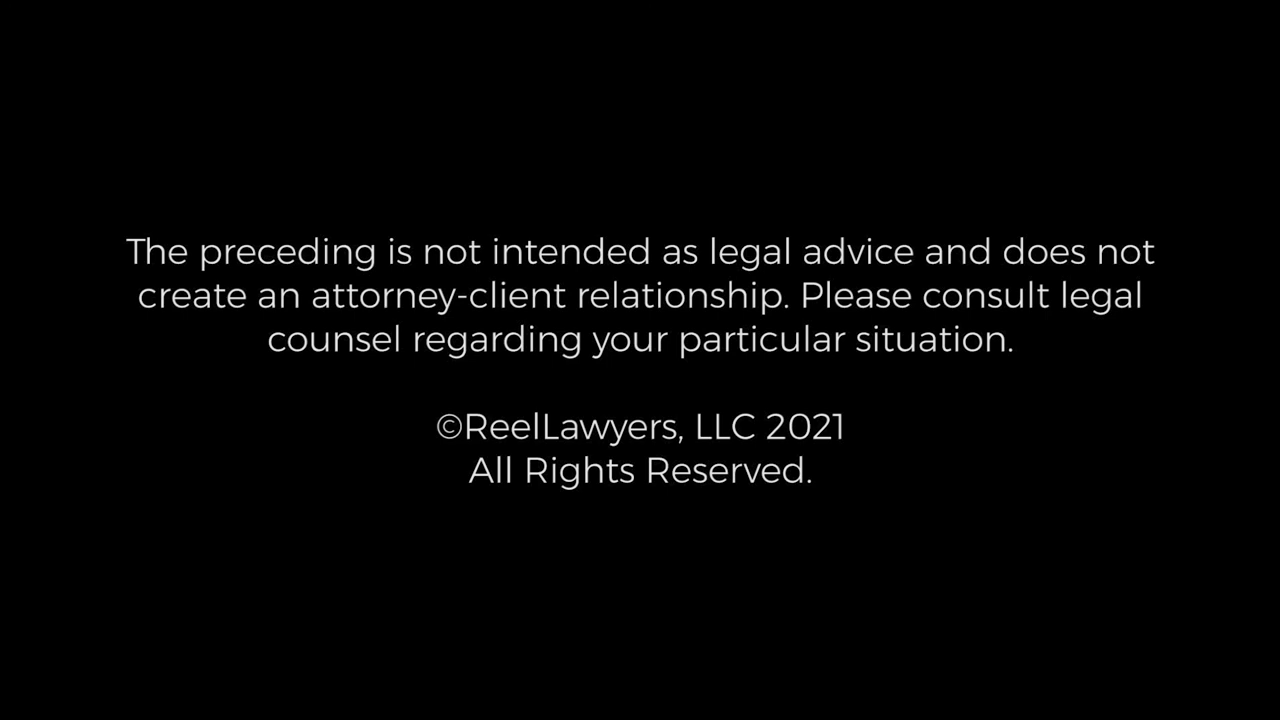 The preceding is not intended as legal advice and does not
create an attorney-client relationship. Please consult legal
counsel regarding your particular situation.
©ReelLawyers, LLC 2021
All Rights Reserved.